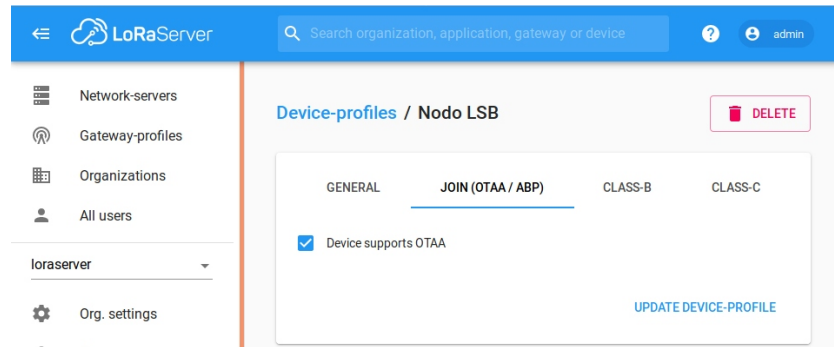 LoRaServer
Search organization, application, gateway or device
?
admin
Network-servers
Gateway-profiles
Organizations
All users
loraserver
Org. settings
Device-profiles / Nodo LSB
DELETE
GENERAL
JOIN (OTAA / ABP)
CLASS-B
CLASS-C
Device supports OTAA
UPDATE DEVICE-PROFILE